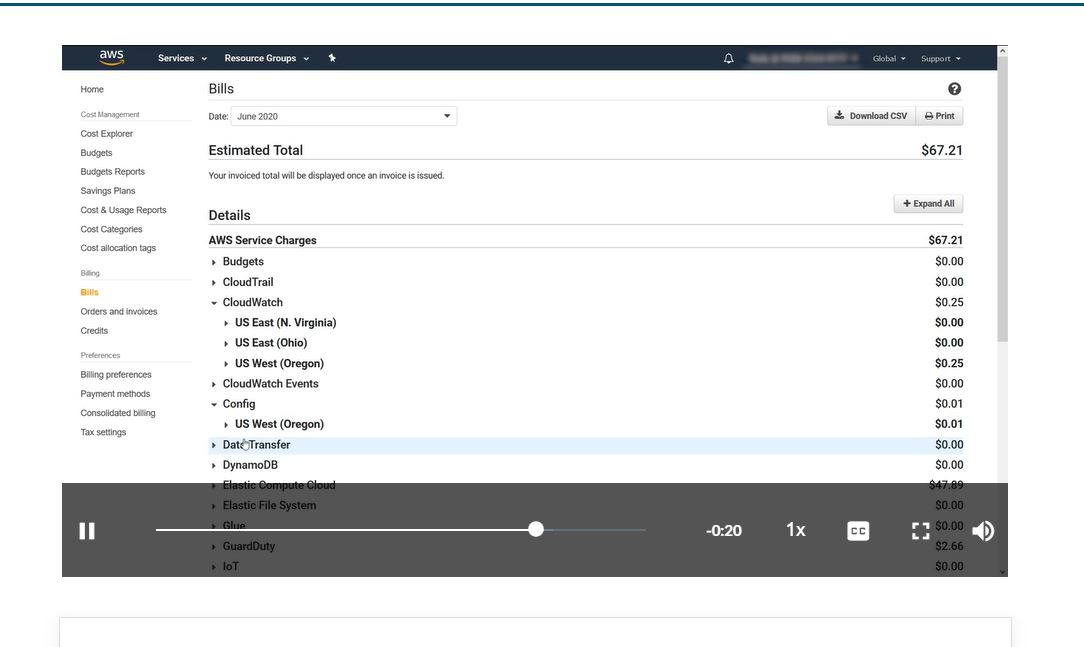 aws Services Resource Groups Global Support
Home
Cost Management
Cost Explorer
Budgets
Budgets Reports
Savings Plans
Cost & Usage Reports
Cost Categories
Cost allocation tags
Billing
Bills
Orders and invoices
Credits
Preferences
Billing preferences
Payment methods
Consolidated billing
Tax settings
Bills
Date: June 2020 Download CSV Print
Estimated Total $67.21
Your invoiced total will be displayed once an invoice is issued.
+ Expand All
Details
AWS Service Charges $67.21
Budgets $0.00
CloudTrail $0.00
CloudWatch $0.25
US East (N. Virginia) $0.00
US East (Ohio) $0.00
US West (Oregon) $0.25
CloudWatch Events $0.00
Config $0.01
US West (Oregon) $0.01
Data Transfer $0.00
DynamoDB $0.00
Elastic Compute Cloud $47.89
Elastic File System $0.00
Glue $0.00
GuardDuty $2.66
IoT $0.00
-0:20 1x CC